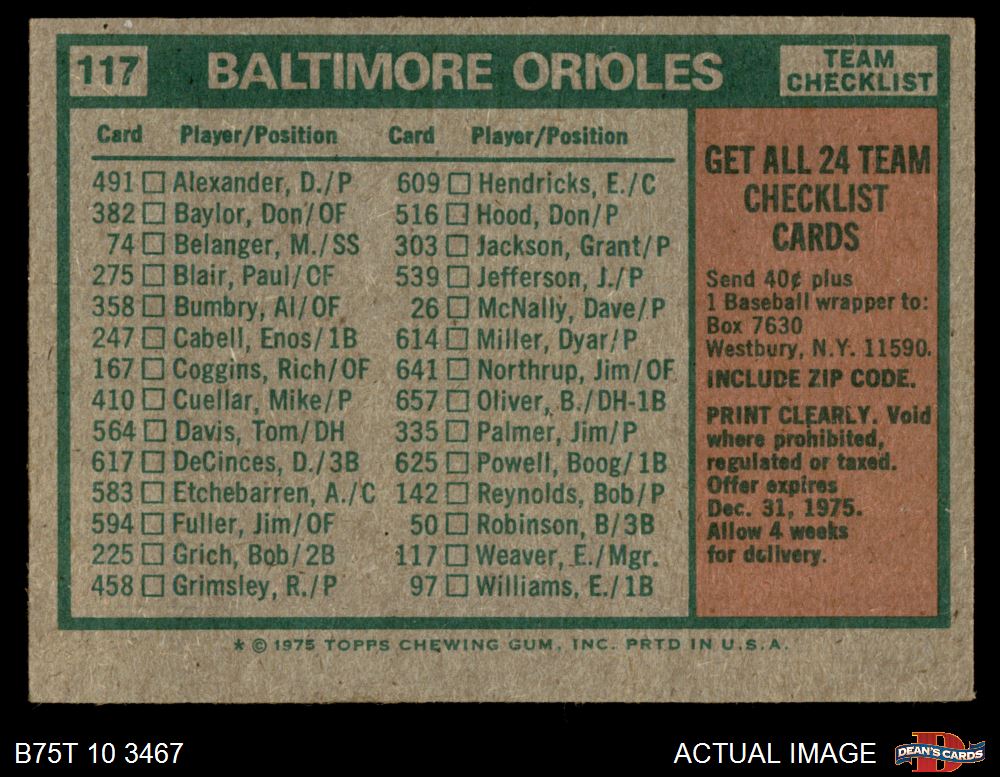 117 BALTIMORE ORIOLES TEAM CHECKLIST
Card Player/Position Card Player/Position
491 Alexander, D./P 609 Hendricks, E./C
382 Baylor, Don/OF 516 Hood, Don/P
74 Belanger, M./SS 303 Jackson, Grant/P
275 Blair, Paul/OF 539 Jefferson, J./P
358 Bumbry, Al/OF 26 McNally, Dave/P
247 Cabell, Enos/1B 614 Miller, Dyar/P
167 Coggins, Rich/OF 641 Northrup, Jim/OF
410 Cuellar, Mike/P 657 Oliver, B./DH-1B
564 Davis, Tom/DH 335 Palmer, Jim/P
617 DeCinces, D./3B 625 Powell, Boog/1B
583 Etchebarren, A./C 142 Reynolds, Bob/P
594 Fuller, Jim/OF 50 Robinson, B/3B
225 Grich, Bob/2B 117 Weaver, E./Mgr.
458 Grimsley, R./P 97 Williams, E./1B
GET ALL 24 TEAM
CHECKLIST
CARDS
Send 40¢ plus
1 Baseball wrapper to:
Box 7630
Westbury, N.Y. 11590.
INCLUDE ZIP CODE.
PRINT CLEARLY. Void
where prohibited,
regulated or taxed.
Offer expires
Dec. 31, 1975.
Allow 4 weeks
for delivery.
* © 1975 TOPPS CHEWING GUM, INC. PRTD IN U.S.A.
B75T 10 3467 ACTUAL IMAGE DEAN'S CARDS